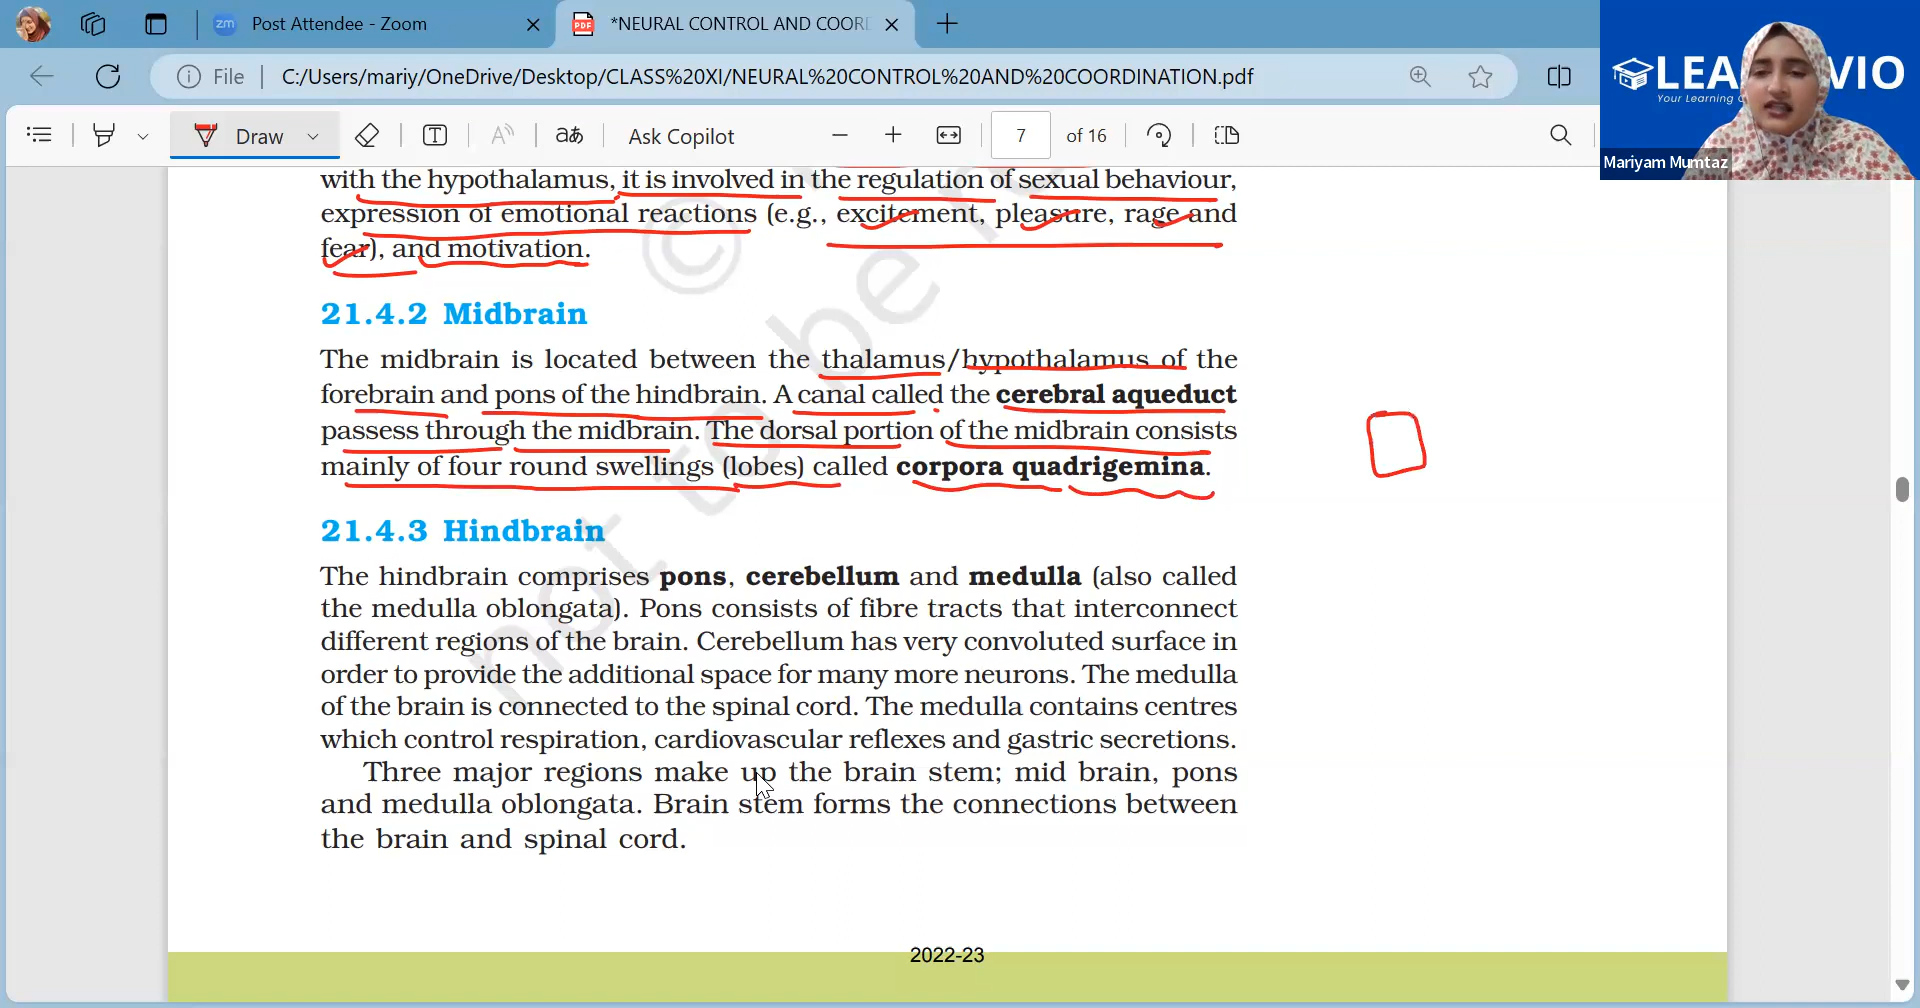 Post Attendee - Zoom
*NEURAL CONTROL AND COORD
File
C:/Users/mariy/OneDrive/Desktop/CLASS%20XI/NEURAL%20CONTROL%20AND%20COORDINATION.pdf
Draw
Ask Copilot
7
of 16
LEA VIO
Your Learning
Mariyam Mumtaz
with the hypothalamus, it is involved in the regulation of sexual behaviour,
expression of emotional reactions (e.g., excitement, pleasure, rage and
fear), and motivation.
21.4.2 Midbrain
The midbrain is located between the thalamus/hypothalamus of the
forebrain and pons of the hindbrain. A canal called the cerebral aqueduct
passess through the midbrain. The dorsal portion of the midbrain consists
mainly of four round swellings (lobes) called corpora quadrigemina.
21.4.3 Hindbrain
The hindbrain comprises pons, cerebellum and medulla (also called
the medulla oblongata). Pons consists of fibre tracts that interconnect
different regions of the brain. Cerebellum has very convoluted surface in
order to provide the additional space for many more neurons. The medulla
of the brain is connected to the spinal cord. The medulla contains centres
which control respiration, cardiovascular reflexes and gastric secretions.
Three major regions make up the brain stem; mid brain, pons
and medulla oblongata. Brain stem forms the connections between
the brain and spinal cord.
© not to be re
2022-23